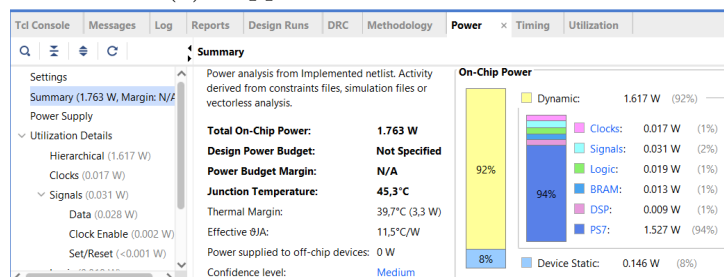 Tcl Console Messages Log Reports Design Runs DRC Methodology Power × Timing Utilization
Summary
Settings
Summary (1.763 W, Margin: N/A
Power Supply
Utilization Details
Hierarchical (1.617 W)
Clocks (0.017 W)
Signals (0.031 W)
Data (0.028 W)
Clock Enable (0.002 W)
Set/Reset (<0.001 W)
Power analysis from Implemented netlist. Activity
derived from constraints files, simulation files or
vectorless analysis.
Total On-Chip Power: 1.763 W
Design Power Budget: Not Specified
Power Budget Margin: N/A
Junction Temperature: 45,3°C
Thermal Margin: 39,7°C (3,3 W)
Effective θJA: 11,5°C/W
Power supplied to off-chip devices: 0 W
Confidence level: Medium
On-Chip Power
Dynamic: 1.617 W (92%)
Clocks: 0.017 W (1%)
Signals: 0.031 W (2%)
Logic: 0.019 W (1%)
BRAM: 0.013 W (1%)
DSP: 0.009 W (1%)
PS7: 1.527 W (94%)
Device Static: 0.146 W (8%)
92%
94%
8%